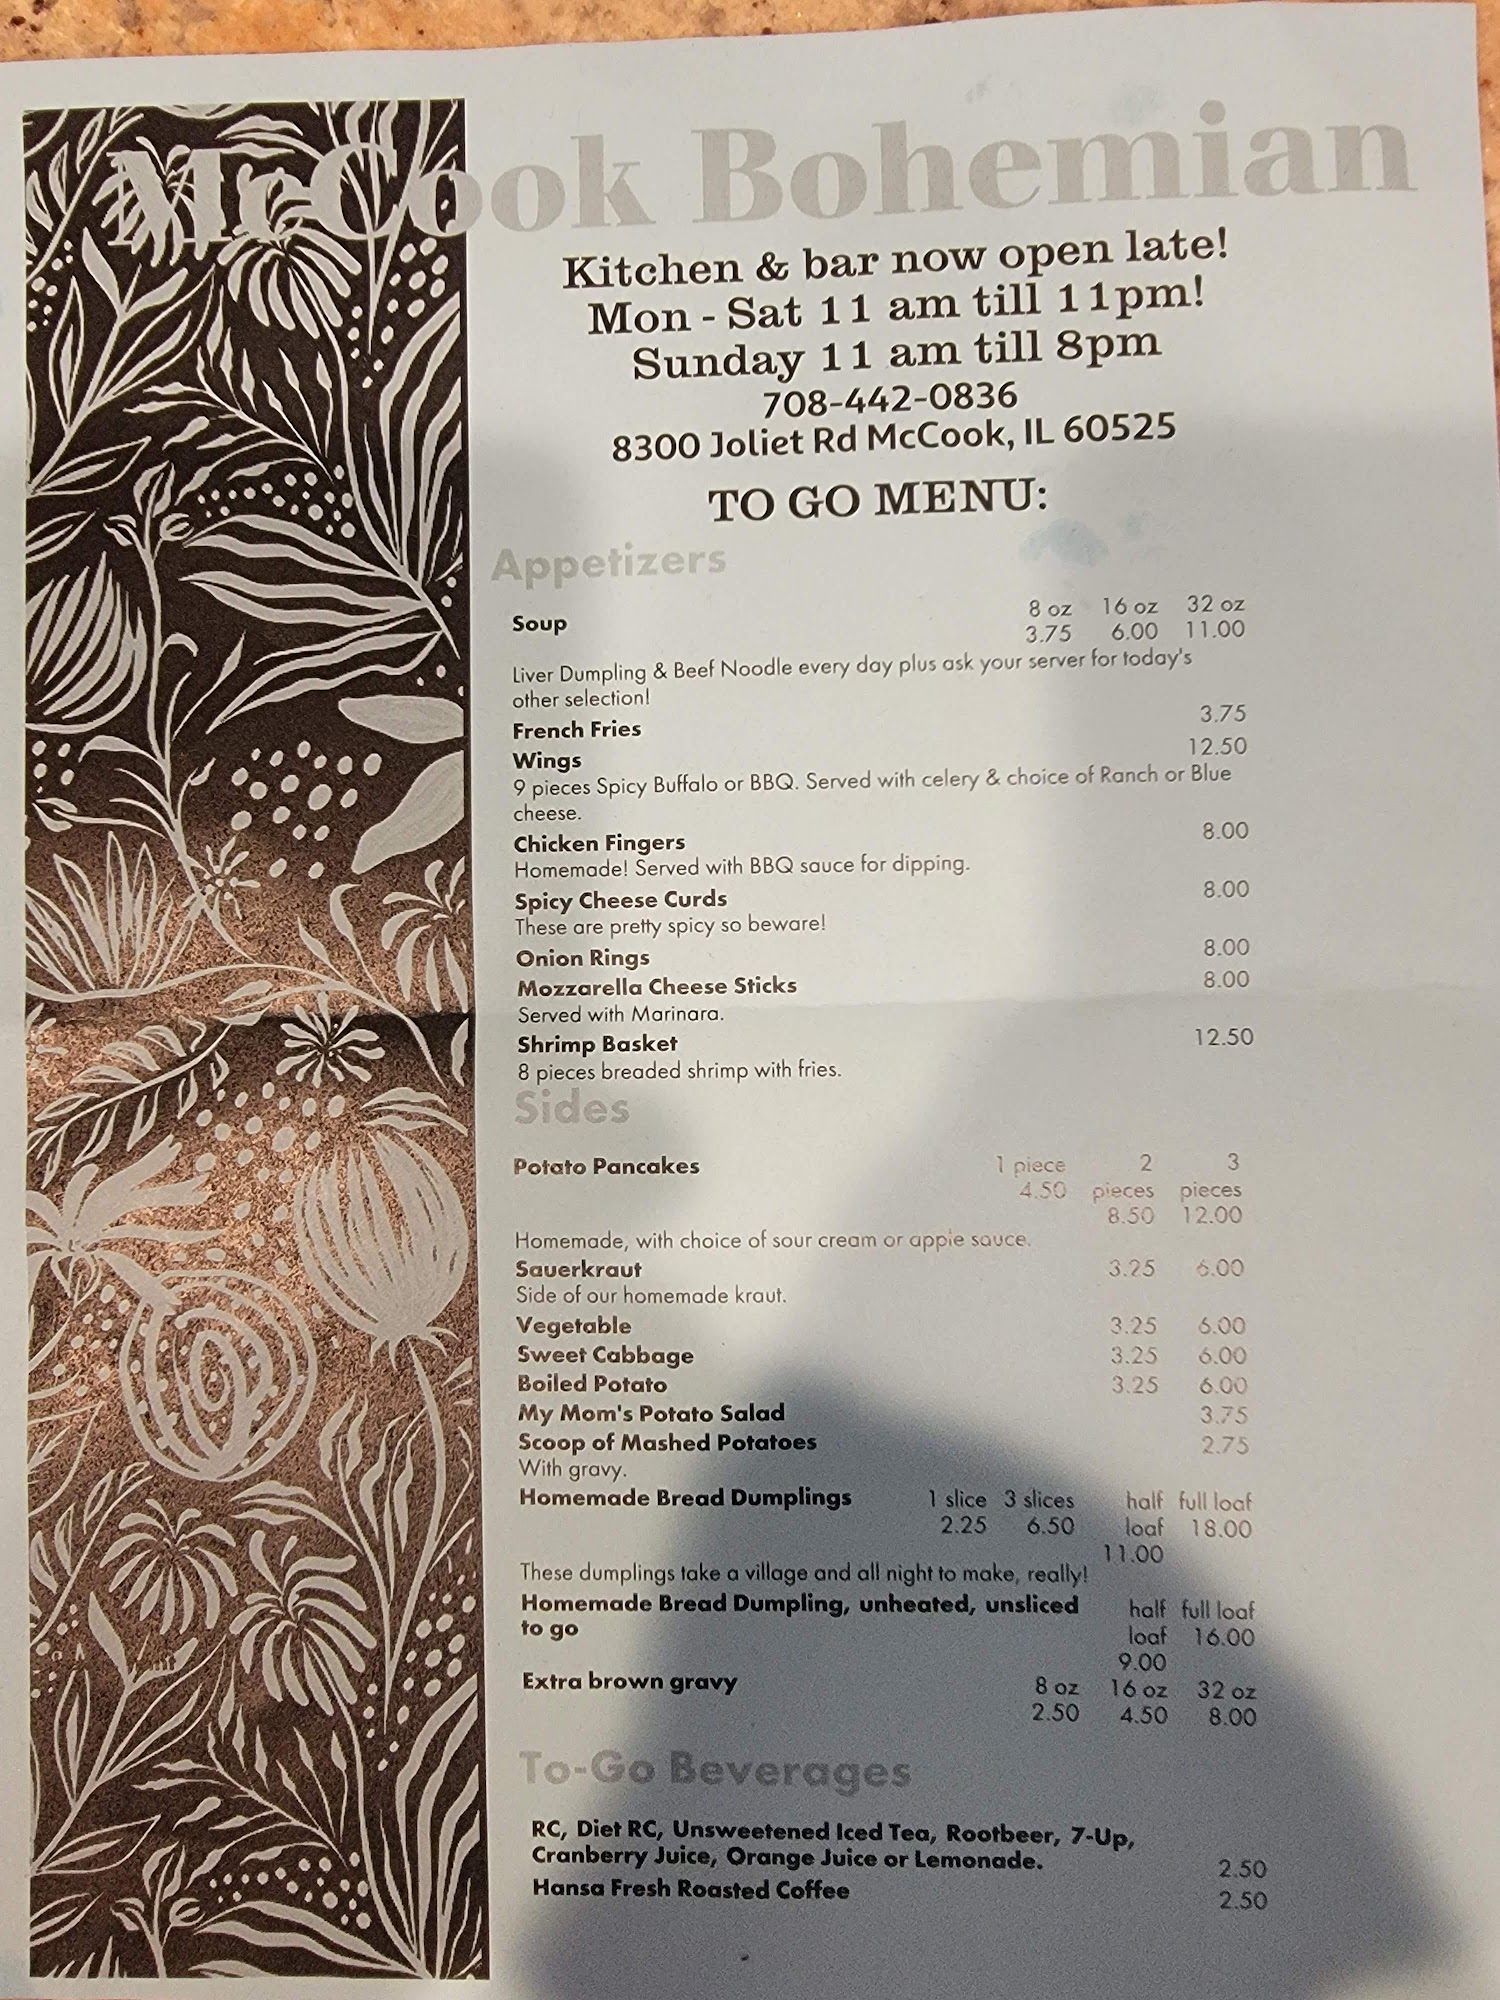 McCook Bohemian
Kitchen & bar now open late!
Mon - Sat 11 am till 11pm!
Sunday 11 am till 8pm
708-442-0836
8300 Joliet Rd McCook, IL 60525
TO GO MENU:
Appetizers
8 oz 16 oz 32 oz
Soup 3.75 6.00 11.00
Liver Dumpling & Beef Noodle every day plus ask your server for today's
other selection!
French Fries 3.75
Wings 12.50
9 pieces Spicy Buffalo or BBQ. Served with celery & choice of Ranch or Blue
cheese.
Chicken Fingers 8.00
Homemade! Served with BBQ sauce for dipping.
Spicy Cheese Curds 8.00
These are pretty spicy so beware!
Onion Rings 8.00
Mozzarella Cheese Sticks 8.00
Served with Marinara.
Shrimp Basket 12.50
8 pieces breaded shrimp with fries.
Sides
Potato Pancakes 1 piece 2 3
4.50 pieces pieces
8.50 12.00
Homemade, with choice of sour cream or apple sauce.
Sauerkraut 3.25 6.00
Side of our homemade kraut.
Vegetable 3.25 6.00
Sweet Cabbage 3.25 6.00
Boiled Potato 3.25 6.00
My Mom's Potato Salad 3.75
Scoop of Mashed Potatoes 2.75
With gravy.
Homemade Bread Dumplings 1 slice 3 slices half full loaf
2.25 6.50 loaf 18.00
11.00
These dumplings take a village and all night to make, really!
Homemade Bread Dumpling, unheated, unsliced half full loaf
to go loaf 16.00
9.00
Extra brown gravy 8 oz 16 oz 32 oz
2.50 4.50 8.00
To-Go Beverages
RC, Diet RC, Unsweetened Iced Tea, Rootbeer, 7-Up,
Cranberry Juice, Orange Juice or Lemonade. 2.50
Hansa Fresh Roasted Coffee 2.50